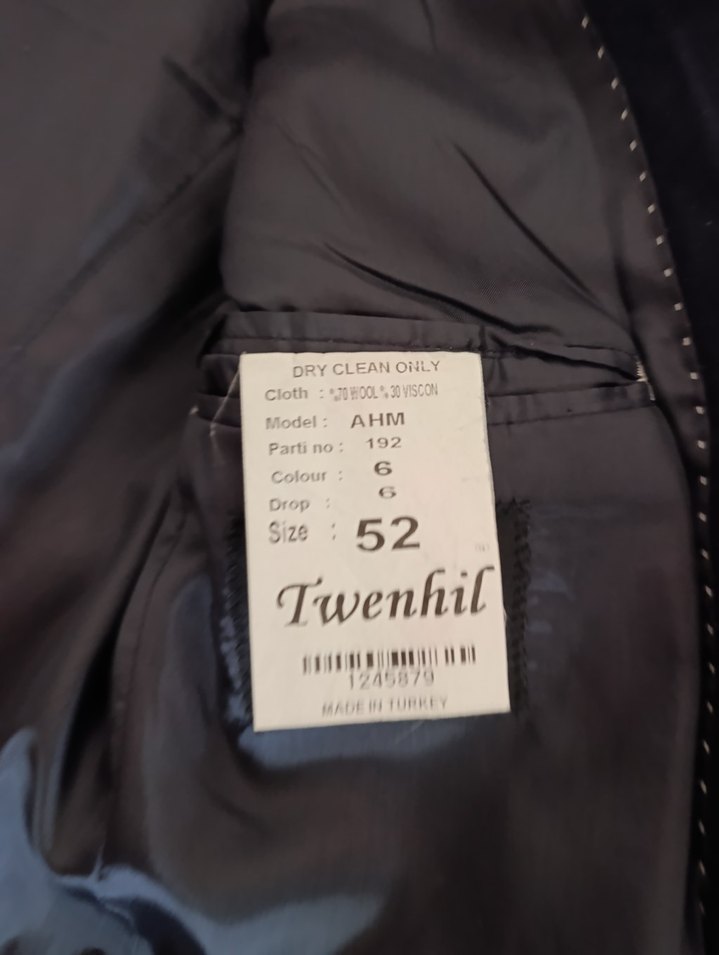 DRY CLEAN ONLY
Cloth : %70 WOOL % 30 VISCON
Model : AHM
Parti no : 192
Colour : 6
Drop : 6
Size : 52
Twenhil
1245879
MADE IN TURKEY